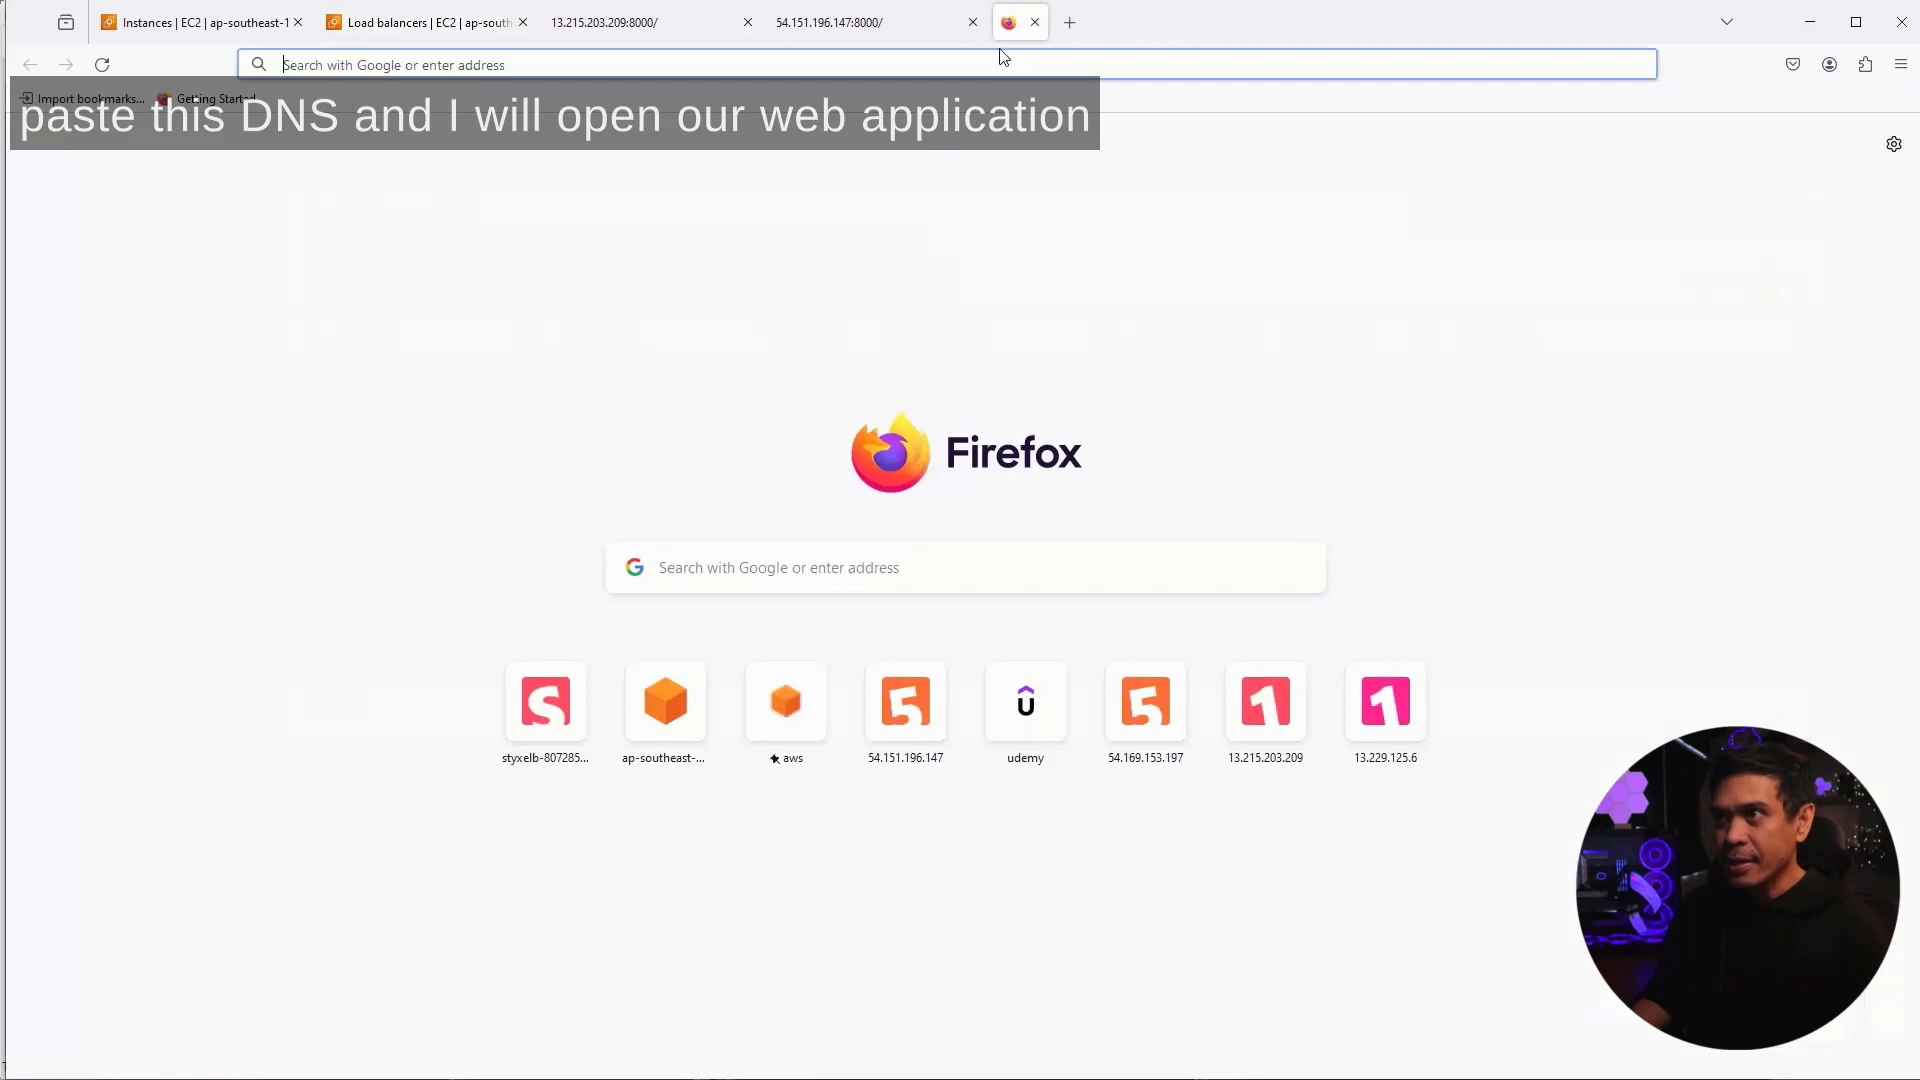 Instances | EC2 | ap-southeast-1
Load balancers | EC2 | ap-south
13.215.203.209:8000/
54.151.196.147:8000/
Search with Google or enter address
Import bookmarks...
Getting Started
paste this DNS and I will open our web application
Firefox
Search with Google or enter address
styxelb-807285...
ap-southeast-...
aws
54.151.196.147
udemy
54.169.153.197
13.215.203.209
13.229.125.6